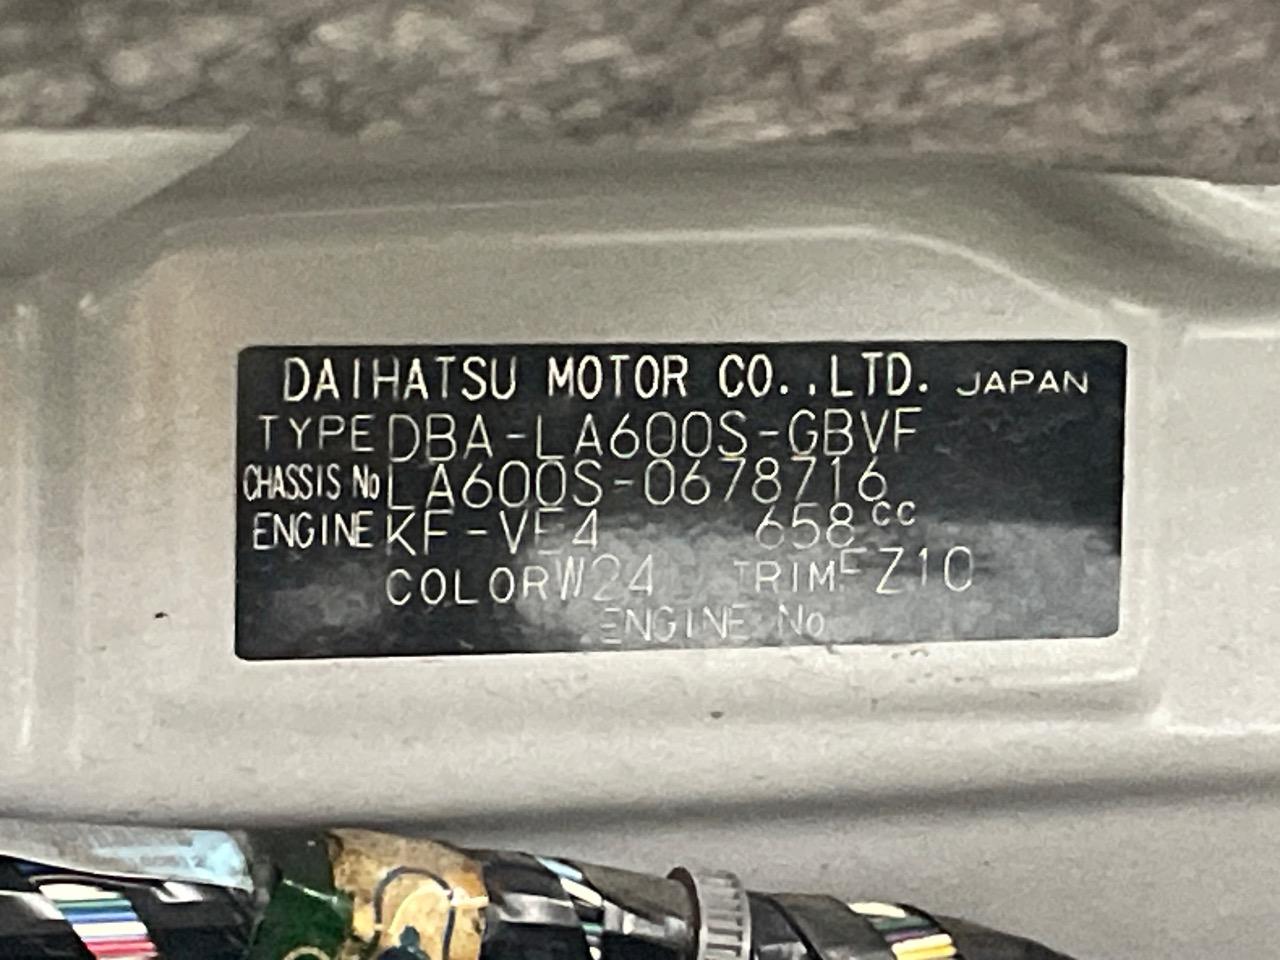 DAIHATSU MOTOR CO.,LTD. JAPAN
TYPE DBA-LA600S-GBVF
CHASSIS No LA600S-0678716
ENGINE KF-VE4 658cc
COLOR W24 TRIM FZ10
ENGINE No